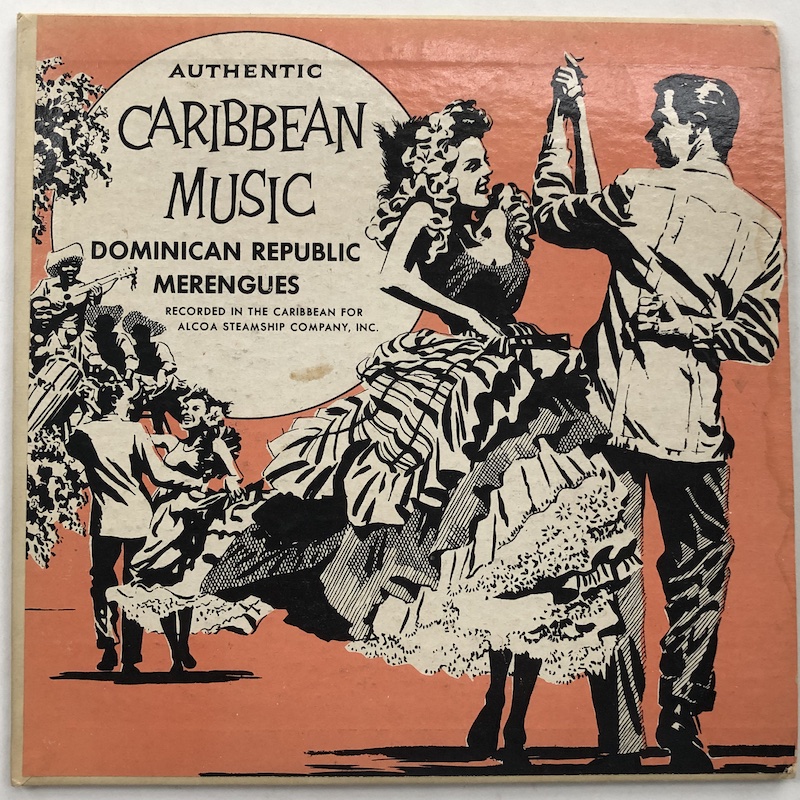 AUTHENTIC
CARIBBEAN
MUSIC
DOMINICAN REPUBLIC
MERENGUES
RECORDED IN THE CARIBBEAN FOR
ALCOA STEAMSHIP COMPANY, INC.